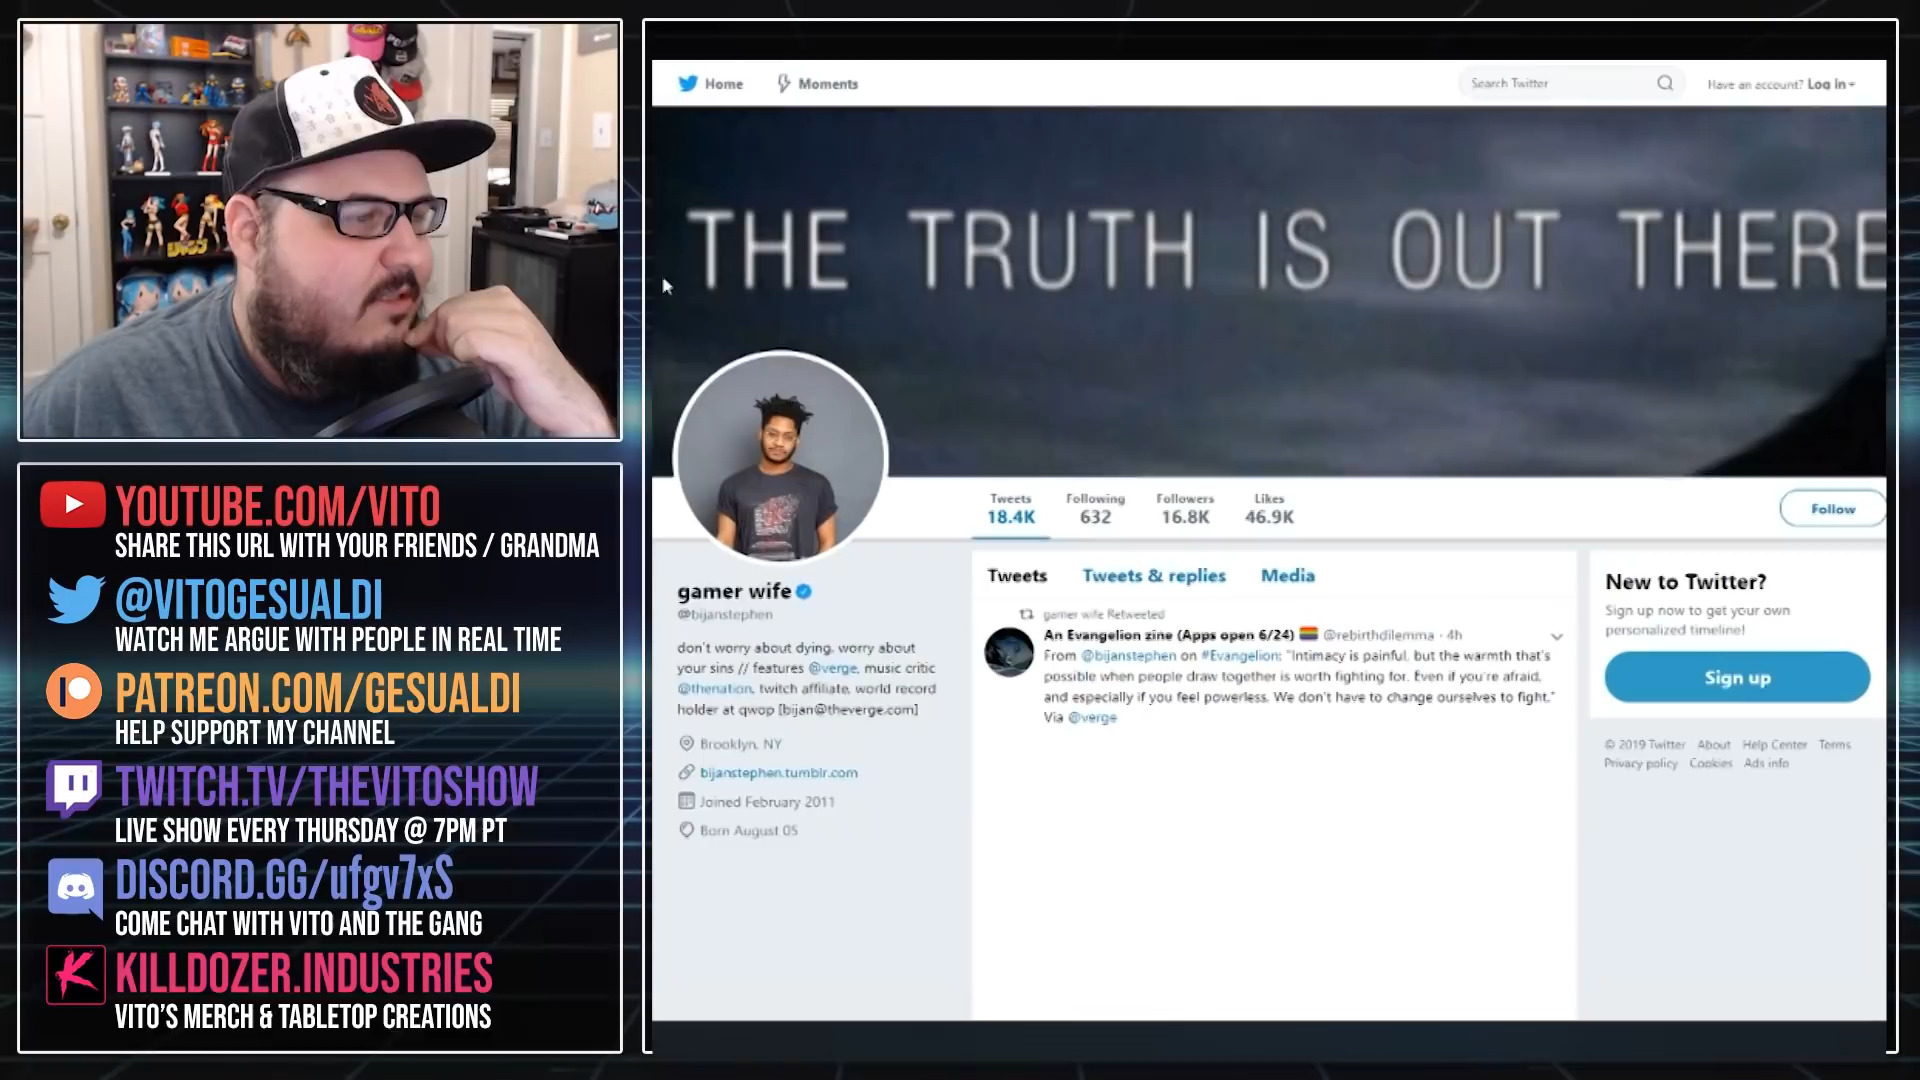 YOUTUBE.COM/VITO
SHARE THIS URL WITH YOUR FRIENDS / GRANDMA
@VITOGESUALDI
WATCH ME ARGUE WITH PEOPLE IN REAL TIME
PATREON.COM/GESUALDI
HELP SUPPORT MY CHANNEL
TWITCH.TV/THEVITOSHOW
LIVE SHOW EVERY THURSDAY @ 7PM PT
DISCORD.GG/ufgv7xS
COME CHAT WITH VITO AND THE GANG
KILLDOZER.INDUSTRIES
VITO'S MERCH & TABLETOP CREATIONS
Home
Moments
Search Twitter
Have an account? Log in
THE TRUTH IS OUT THERE
Tweets
18.4K
Following
632
Followers
16.8K
Likes
46.9K
Follow
gamer wife
@bijanstephen
don't worry about dying, worry about
your sins // features @verge, music critic
@thenation, twitch affiliate, world record
holder at qwop [bijan@theverge.com]
Brooklyn, NY
bijanstephen.tumblr.com
Joined February 2011
Born August 05
Tweets
Tweets & replies
Media
gamer wife Retweeted
An Evangelion zine (Apps open 6/24) @rebirthdilemma · 4h
From @bijanstephen on #Evangelion: "Intimacy is painful, but the warmth that's
possible when people draw together is worth fighting for. Even if you're afraid,
and especially if you feel powerless. We don't have to change ourselves to fight."
Via @verge
New to Twitter?
Sign up now to get your own
personalized timeline!
Sign up
© 2019 Twitter About Help Center Terms
Privacy policy Cookies Ads info